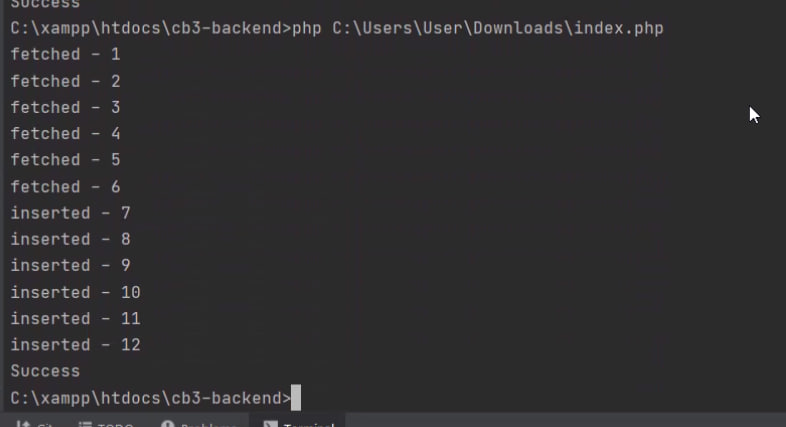 Success
C:\xampp\htdocs\cb3-backend>php C:\Users\User\Downloads\index.php
fetched - 1
fetched - 2
fetched - 3
fetched - 4
fetched - 5
fetched - 6
inserted - 7
inserted - 8
inserted - 9
inserted - 10
inserted - 11
inserted - 12
Success
C:\xampp\htdocs\cb3-backend>
Git TODO Problems Terminal